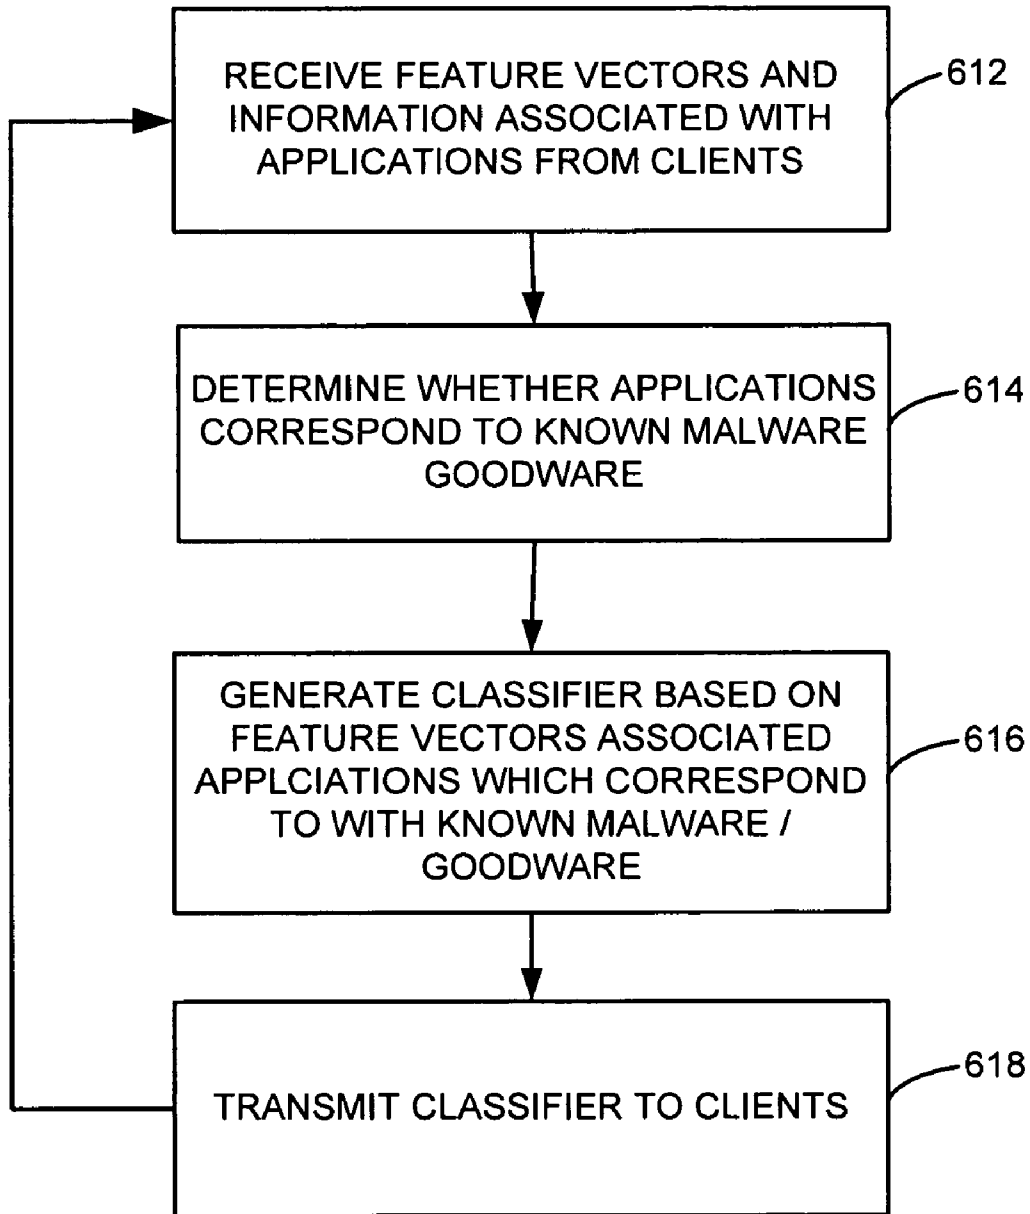 RECEIVE FEATURE VECTORS AND
INFORMATION ASSOCIATED WITH
APPLICATIONS FROM CLIENTS
612
DETERMINE WHETHER APPLICATIONS
CORRESPOND TO KNOWN MALWARE
GOODWARE
614
GENERATE CLASSIFIER BASED ON
FEATURE VECTORS ASSOCIATED
APPLCIATIONS WHICH CORRESPOND
TO WITH KNOWN MALWARE /
GOODWARE
616
TRANSMIT CLASSIFIER TO CLIENTS
618